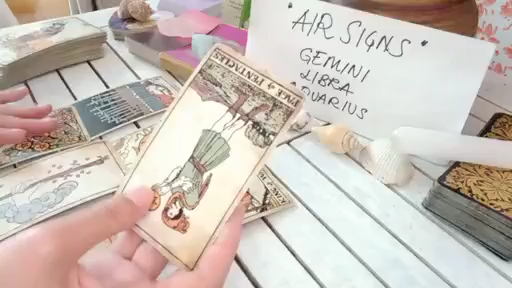 • AIR SIGNS •
GEMINI
LIBRA
AQUARIUS
PAGE of PENTACLES